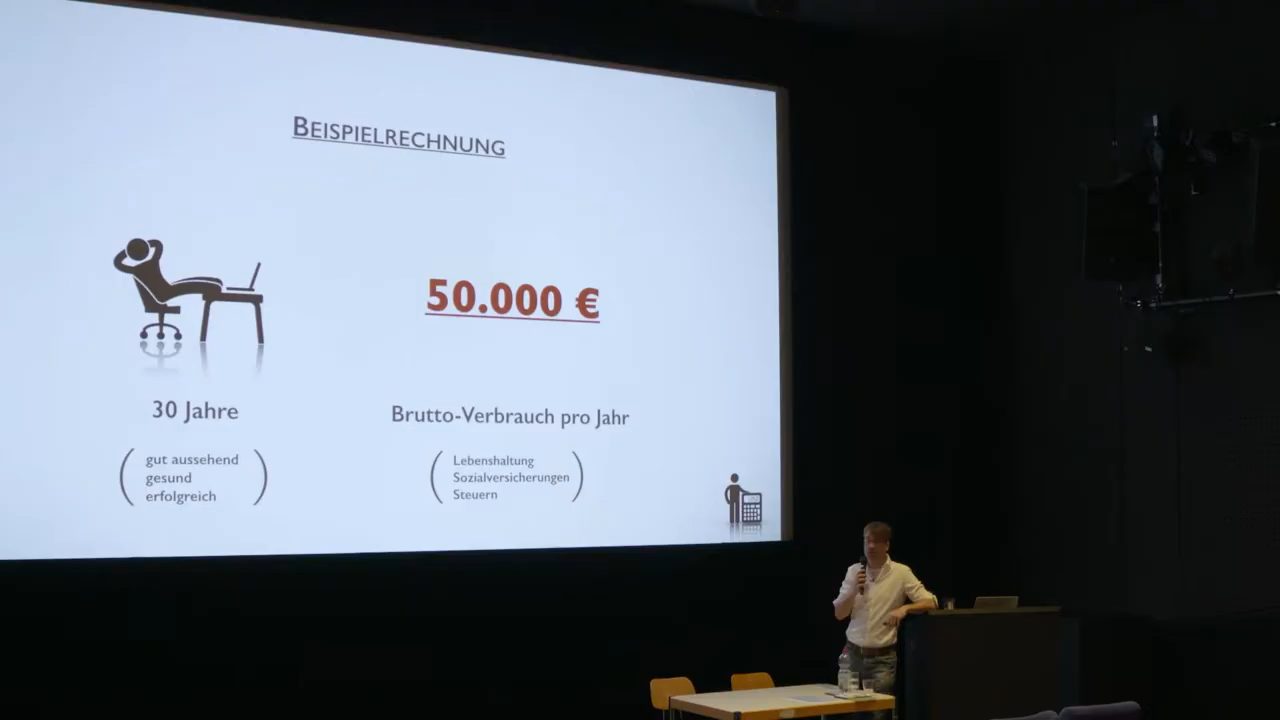 BEISPIELRECHNUNG
50.000 €
30 Jahre
Brutto-Verbrauch pro Jahr
gut aussehend
gesund
erfolgreich
Lebenshaltung
Sozialversicherungen
Steuern